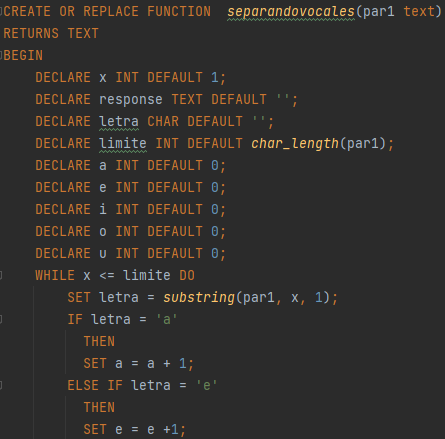 CREATE OR REPLACE FUNCTION separandovocales(par1 text)
RETURNS TEXT
BEGIN
DECLARE x INT DEFAULT 1;
DECLARE response TEXT DEFAULT '';
DECLARE letra CHAR DEFAULT '';
DECLARE limite INT DEFAULT char_length(par1);
DECLARE a INT DEFAULT 0;
DECLARE e INT DEFAULT 0;
DECLARE i INT DEFAULT 0;
DECLARE o INT DEFAULT 0;
DECLARE u INT DEFAULT 0;
WHILE x <= limite DO
SET letra = substring(par1, x, 1);
IF letra = 'a'
THEN
SET a = a + 1;
ELSE IF letra = 'e'
THEN
SET e = e +1;